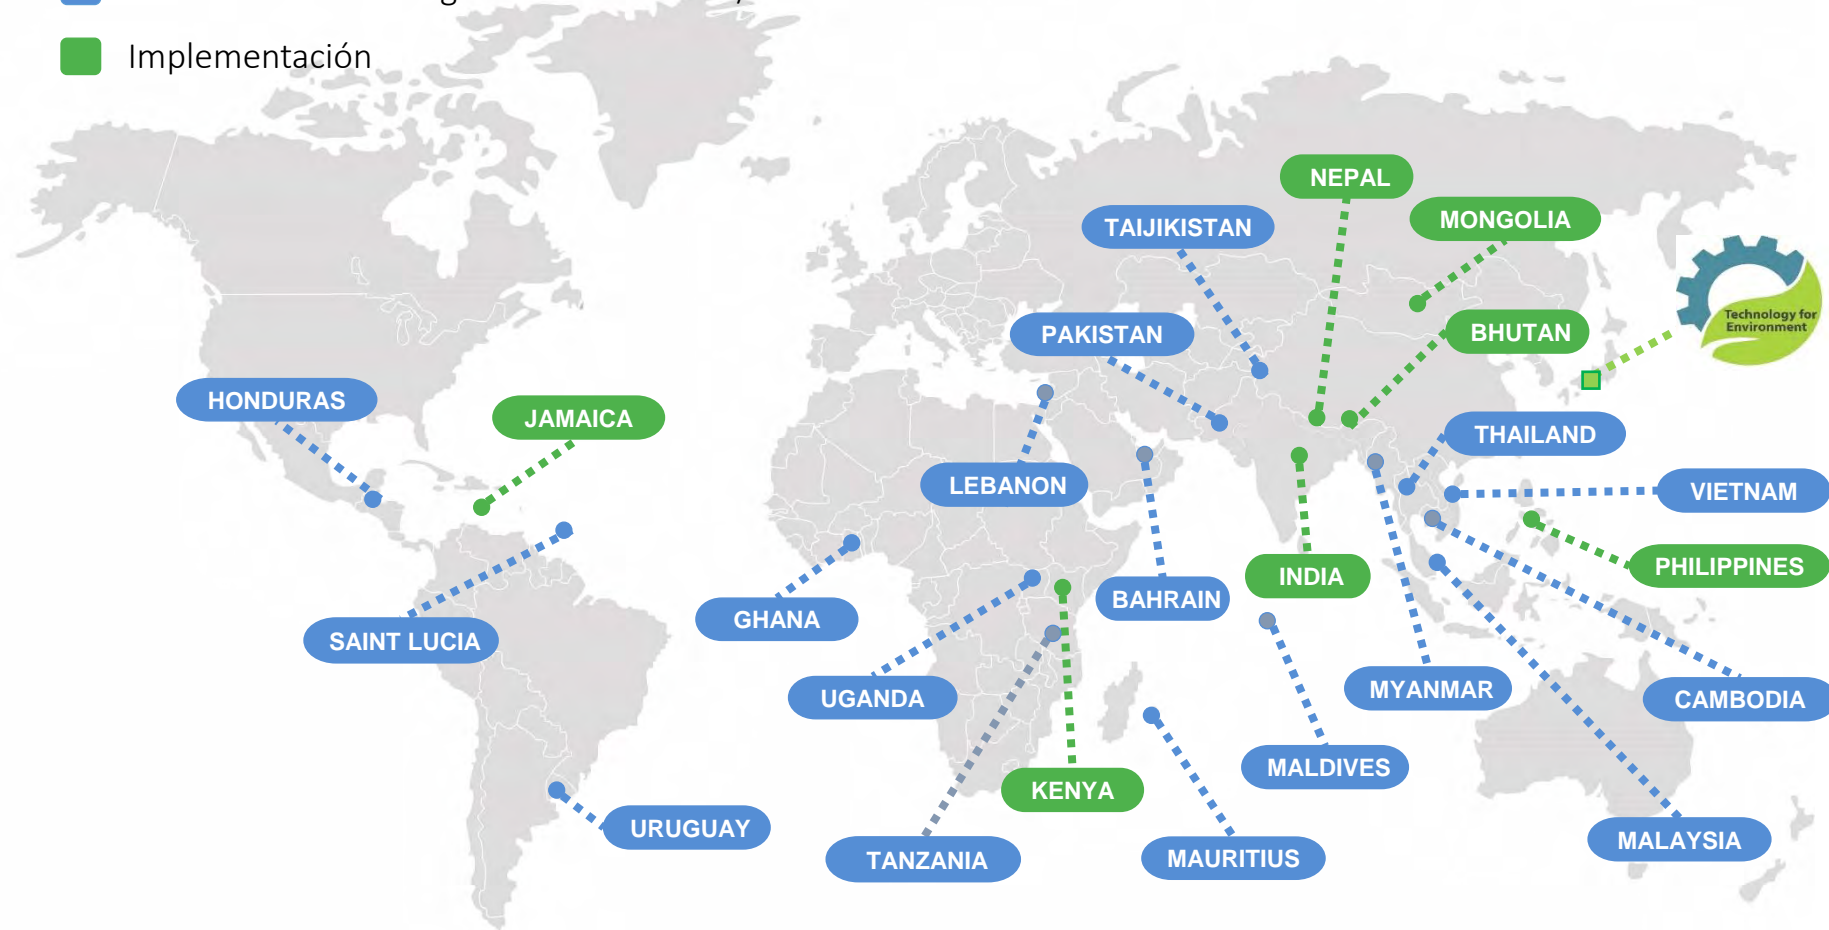 Implementación
NEPAL
MONGOLIA
TAIJIKISTAN
PAKISTAN
BHUTAN
Technology for
Environment
HONDURAS
JAMAICA
THAILAND
LEBANON
VIETNAM
PHILIPPINES
INDIA
BAHRAIN
GHANA
SAINT LUCIA
UGANDA
MYANMAR
CAMBODIA
MALDIVES
KENYA
URUGUAY
MALAYSIA
TANZANIA
MAURITIUS